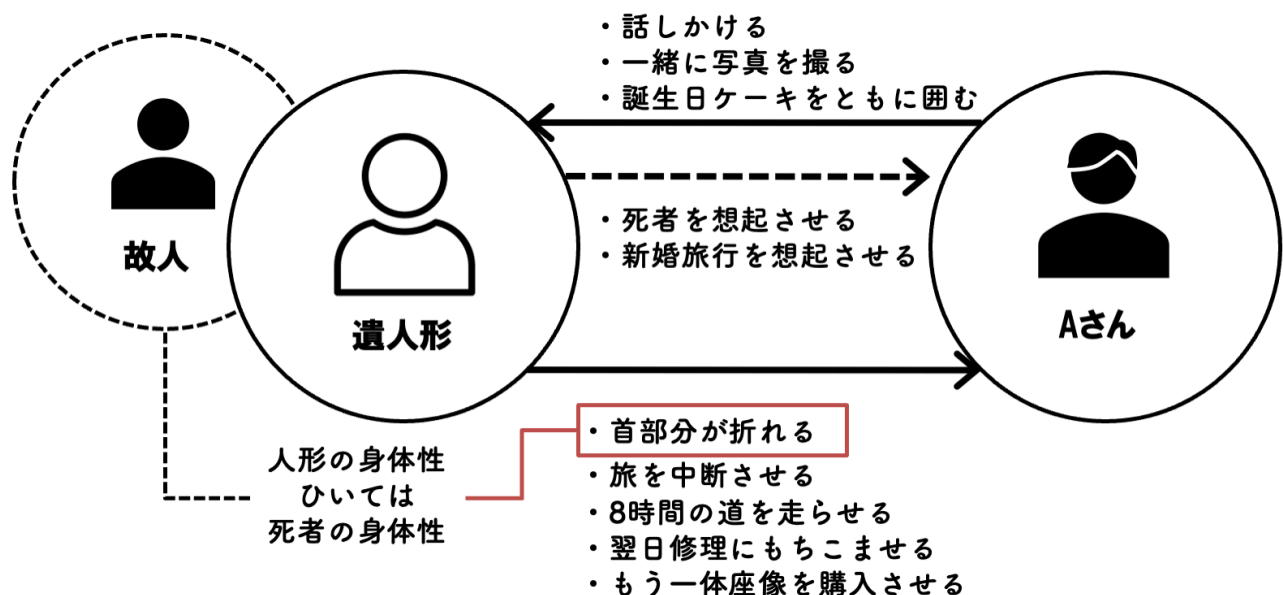 ・話しかける
・一緒に写真を撮る
・誕生日ケーキをともに囲む
故人
遺人形
・死者を想起させる
・新婚旅行を想起させる
Aさん
人形の身体性
ひいては
死者の身体性
・首部分が折れる
・旅を中断させる
・8時間の道を走らせる
・翌日修理にもちこませる
・もう一体座像を購入させる